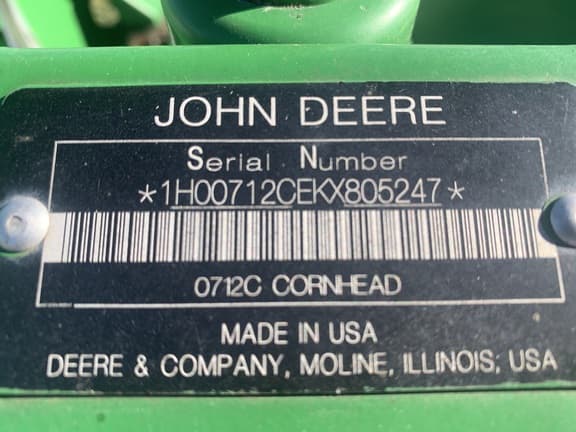 JOHN DEERE
Serial Number
*1H00712CEKX805247*
0712C CORNHEAD
MADE IN USA
DEERE & COMPANY, MOLINE, ILLINOIS, USA